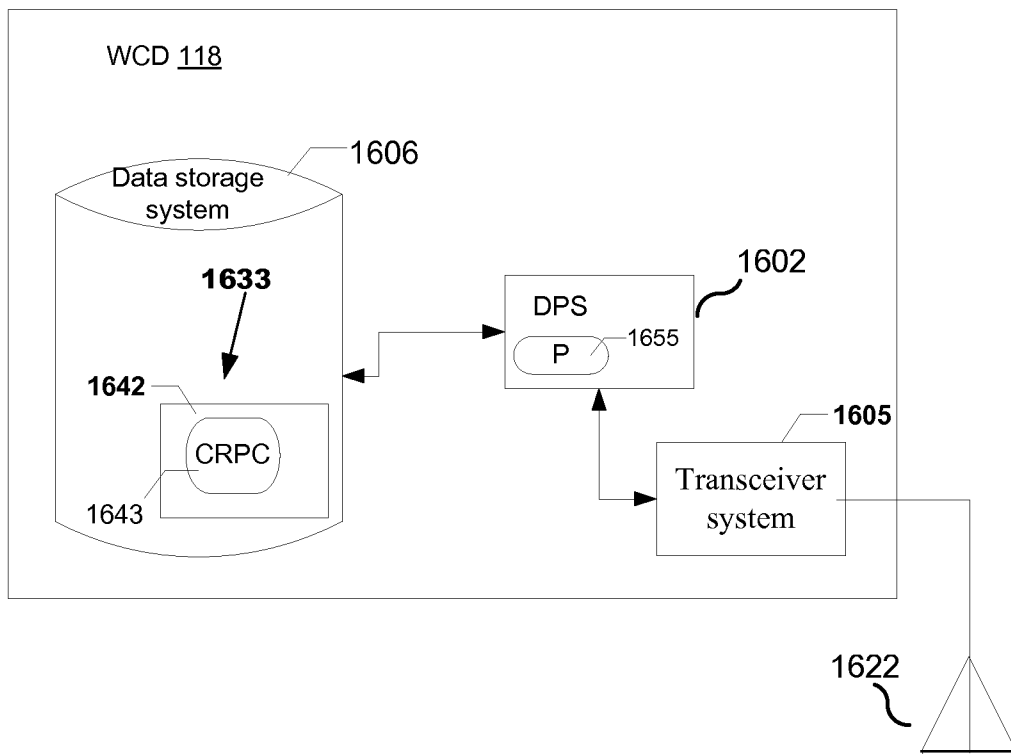 WCD 118
1606
Data storage
system
1633
1602
DPS
P
1655
1642
CRPC
1643
1605
Transceiver
system
1622